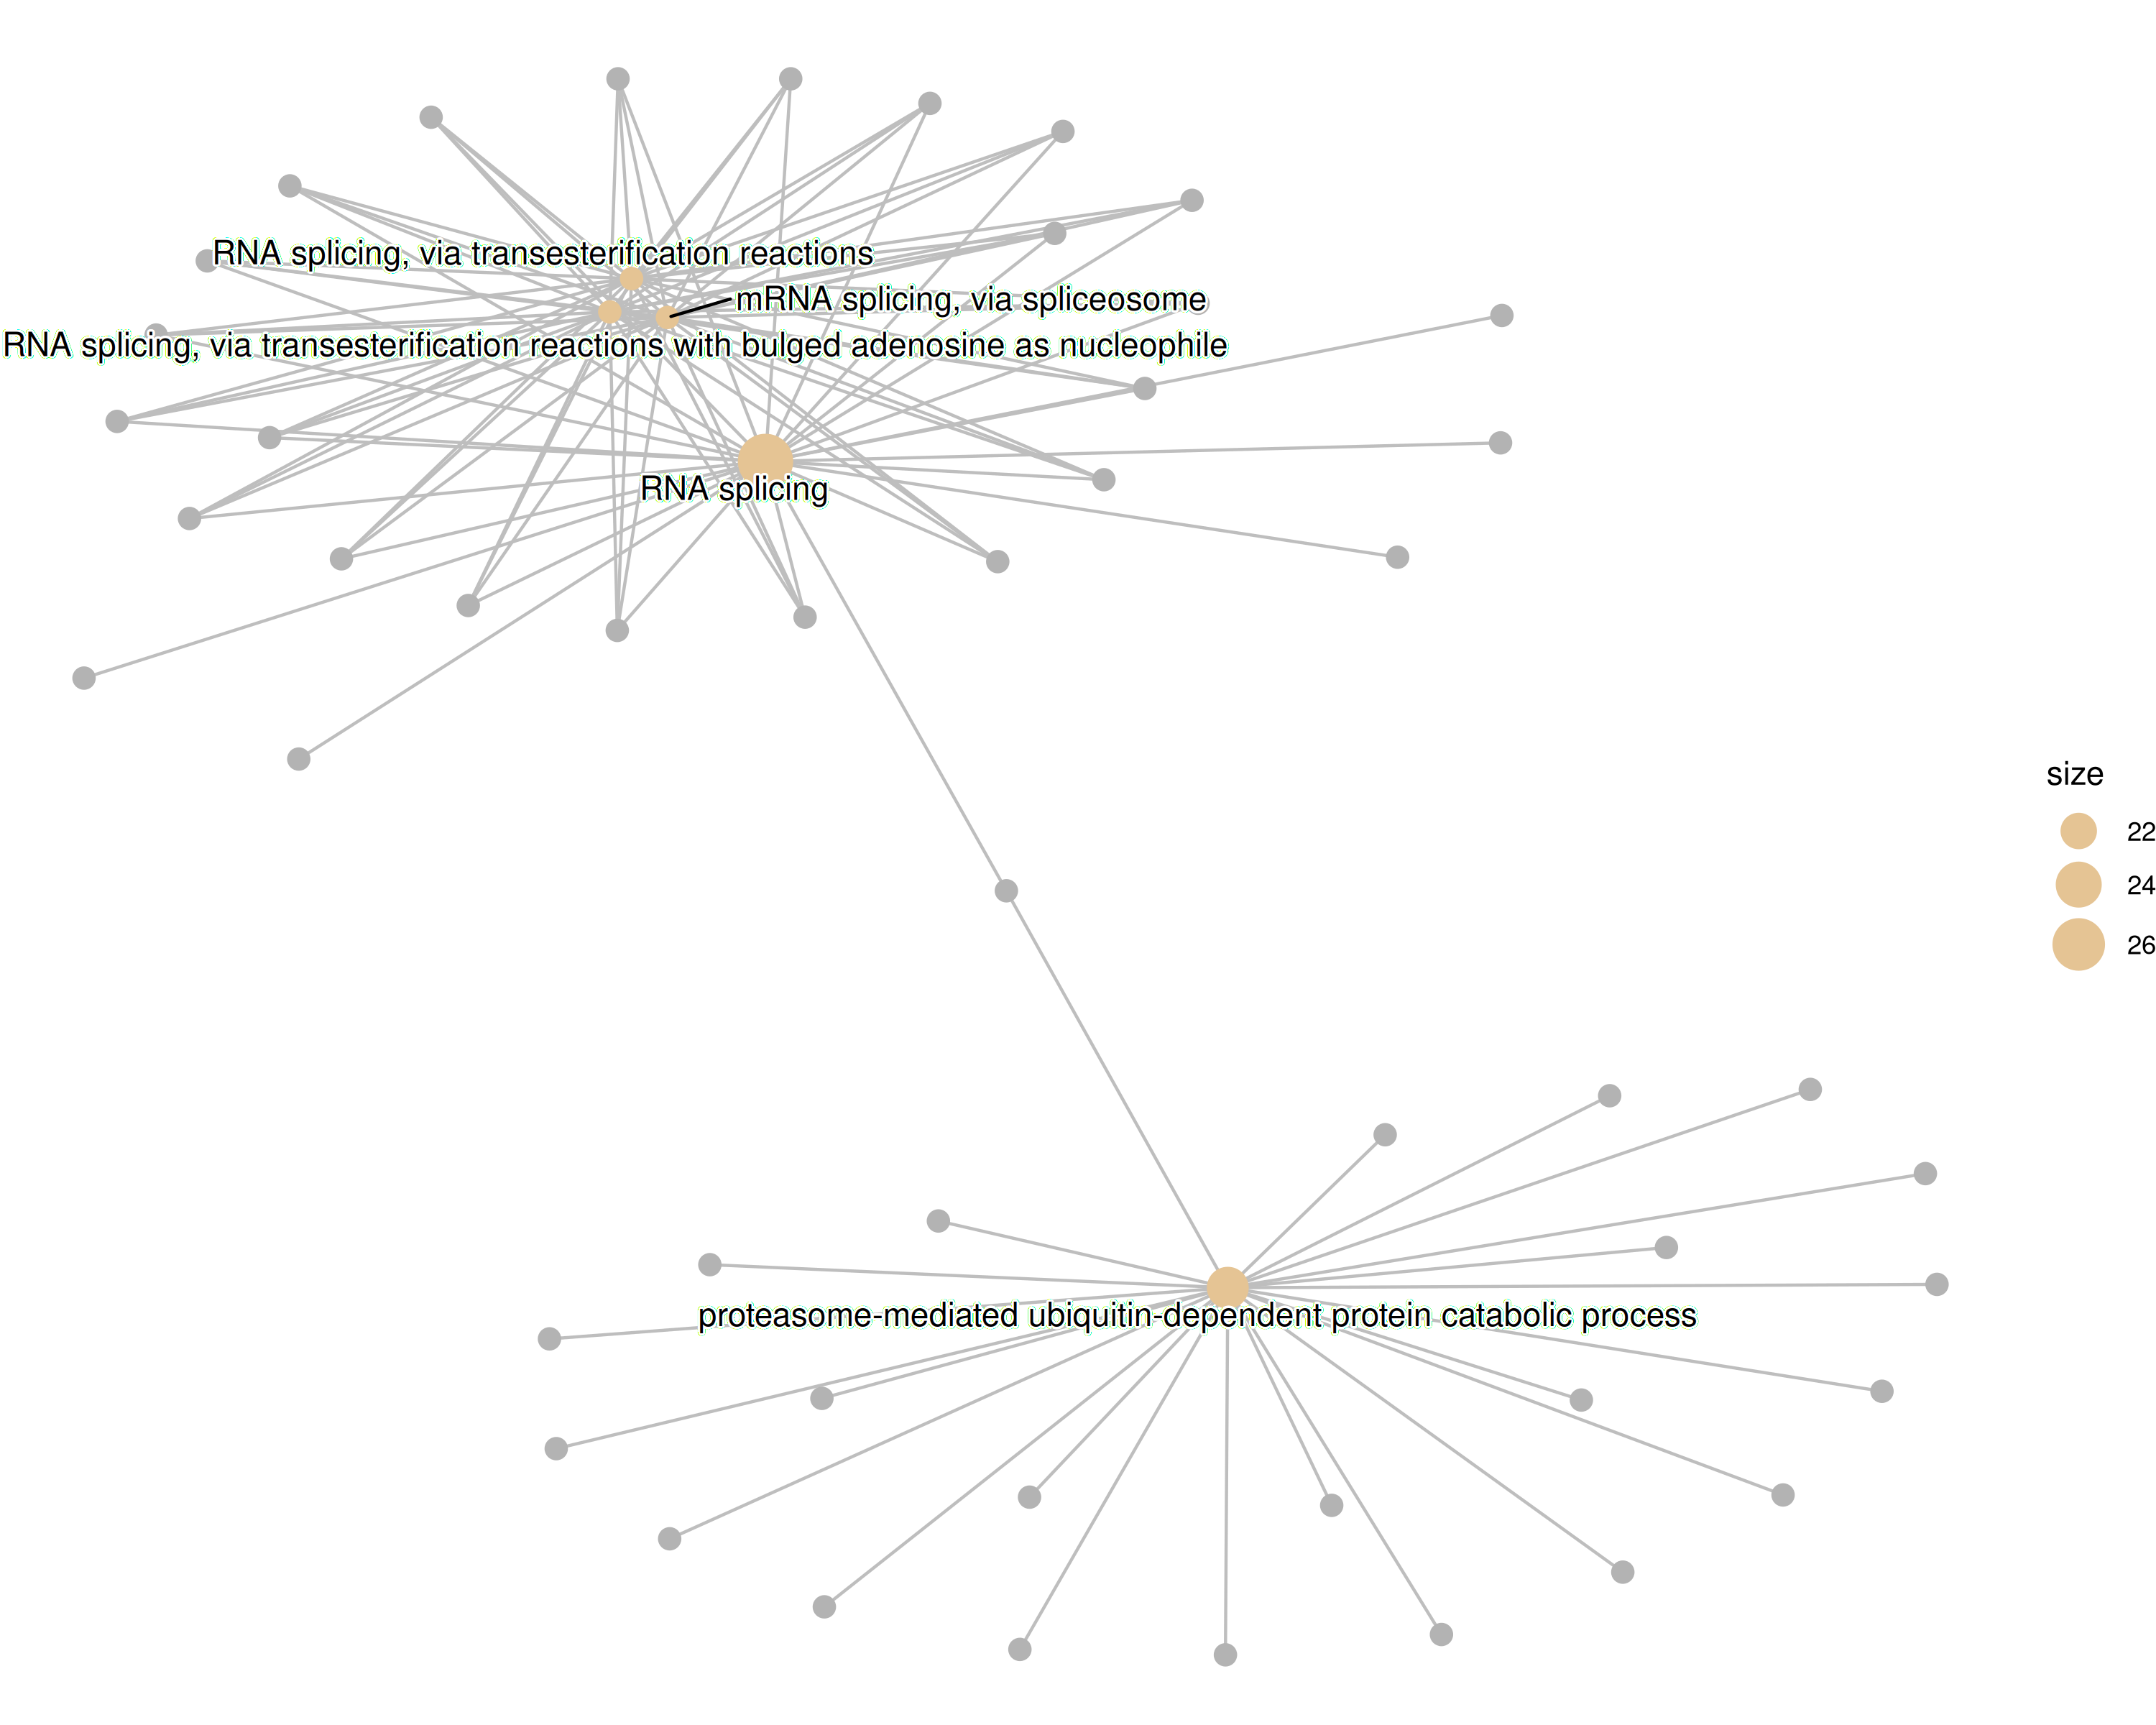 RNA splicing, via transesterification reactions
mRNA splicing, via spliceosome
RNA splicing, via transesterification reactions with bulged adenosine as nucleophile
RNA splicing
size
22
24
26
proteasome-mediated ubiquitin-dependent protein catabolic process